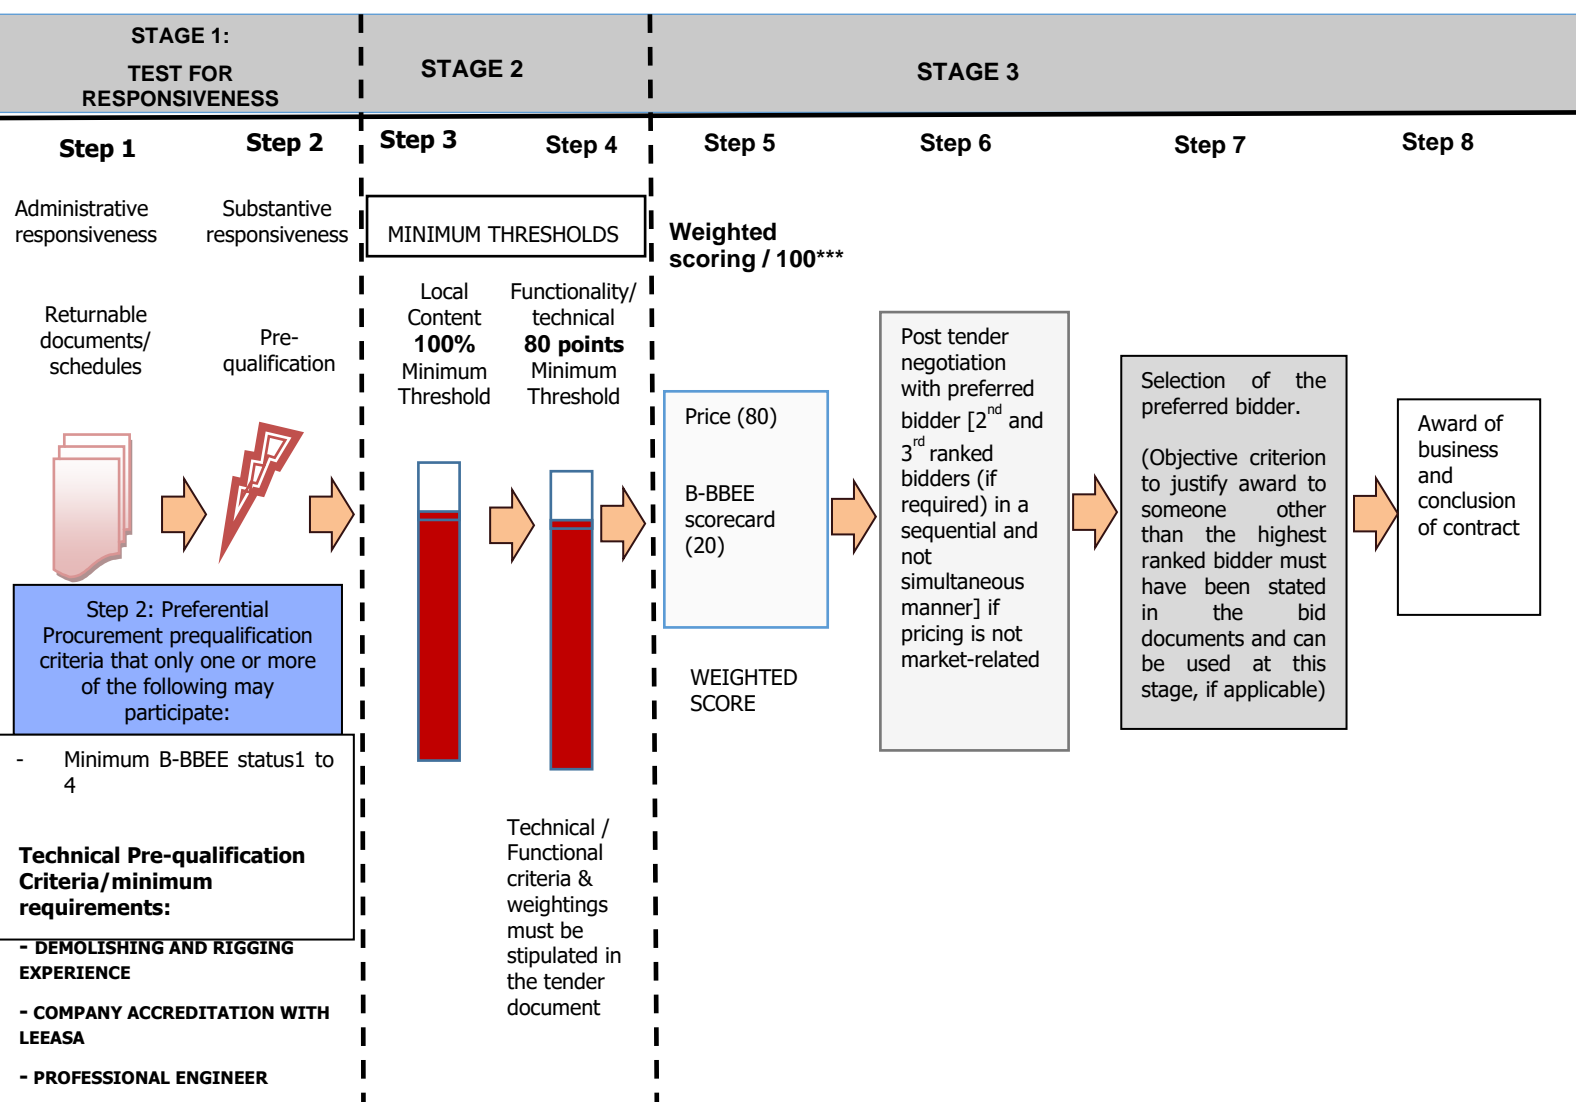 STAGE 1:
TEST FOR
RESPONSIVENESS
STAGE 2
STAGE 3
Step 1
Step 2
Step 3
Step 4
Step 5
Step 6
Step 7
Step 8
Administrative
responsiveness
Substantive
responsiveness
MINIMUM THRESHOLDS
Weighted
scoring / 100***
Returnable
documents/
schedules
Pre-
qualification
Local
Content
100%
Minimum
Threshold
Functionality/
technical
80 points
Minimum
Threshold
Price (80)
B-BBEE
scorecard
(20)
WEIGHTED
SCORE
Post tender
negotiation
with preferred
bidder [2nd and
3rd ranked
bidders (if
required) in a
sequential and
not
simultaneous
manner] if
pricing is not
market-related
Selection of the
preferred bidder.
(Objective criterion
to justify award to
someone other
than the highest
ranked bidder must
have been stated
in the bid
documents and can
be used at this
stage, if applicable)
Award of
business
and
conclusion
of contract
Step 2: Preferential
Procurement prequalification
criteria that only one or more
of the following may
participate:
- Minimum B-BBEE status1 to
4
Technical Pre-qualification
Criteria/minimum
requirements:
- DEMOLISHING AND RIGGING
EXPERIENCE
- COMPANY ACCREDITATION WITH
LEEASA
- PROFESSIONAL ENGINEER
Technical /
Functional
criteria &
weightings
must be
stipulated in
the tender
document